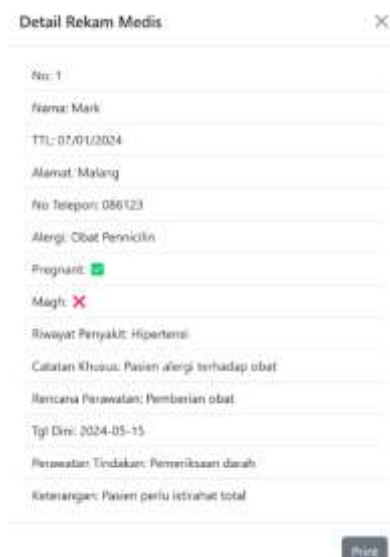 Detail Rekam Medis
No: 1
Nama: Mark
TTL: 07/01/2024
Alamat: Malang
No Telepon: 086123
Alergi: Obat Pennicilin
Pregnant: ✅
Magh: ❌
Riwayat Penyakit: Hipertensi
Catatan Khusus: Pasien alergi terhadap obat
Rencana Perawatan: Pemberian obat
Tgl Dini: 2024-05-15
Perawatan Tindakan: Pemeriksaan darah
Keterangan: Pasien perlu istirahat total
Print